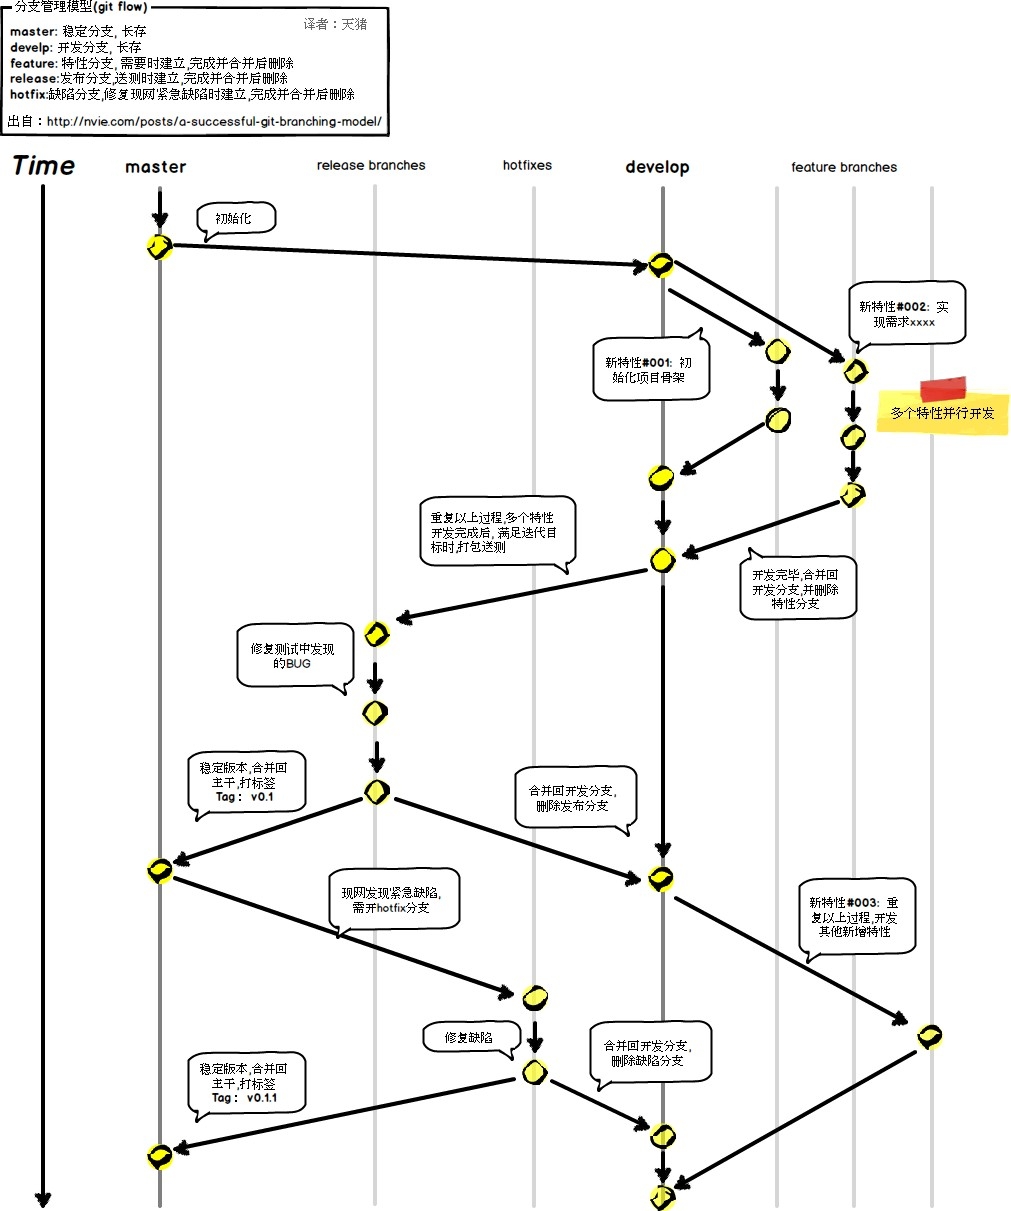 分支管理模型(git flow)
译者：天猪
master: 稳定分支, 长存
develp: 开发分支, 长存
feature: 特性分支, 需要时建立,完成并合并后删除
release:发布分支,送测时建立,完成并合并后删除
hotfix:缺陷分支,修复现网紧急缺陷时建立,完成并合并后删除
出自：http://nvie.com/posts/a-successful-git-branching-model/
Time
master
release branches
hotfixes
develop
feature branches
初始化
新特性#002: 实
现需求xxxx
新特性#001: 初
始化项目骨架
多个特性并行开发
重复以上过程,多个特性
开发完成后, 满足迭代目
标时,打包送测
开发完毕,合并回
开发分支,并删除
特性分支
修复测试中发现
的BUG
稳定版本,合并回
主干,打标签
Tag： v0.1
合并回开发分支,
删除发布分支
现网发现紧急缺陷,
需开hotfix分支
新特性#003: 重
复以上过程,开发
其他新增特性
修复缺陷
合并回开发分支,
删除缺陷分支
稳定版本,合并回
主干,打标签
Tag： v0.1.1